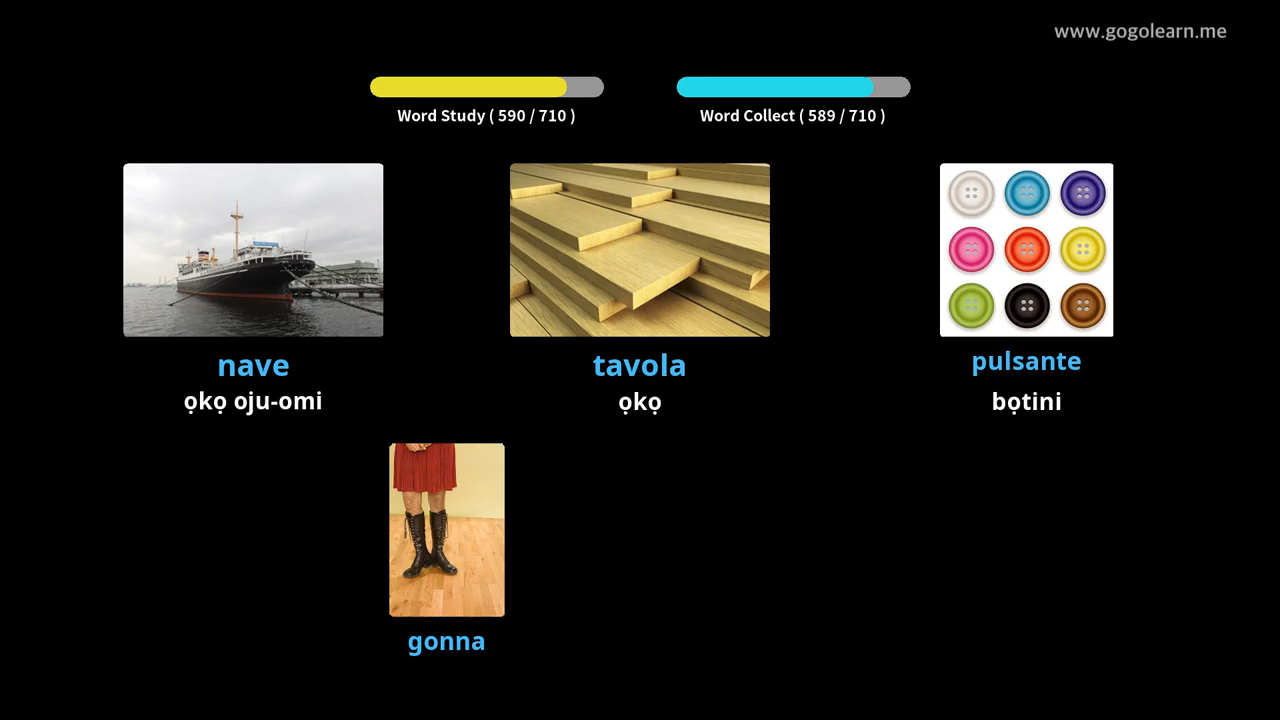 www.gogolearn.me
Word Study ( 590 / 710 )
Word Collect ( 589 / 710 )
nave
ọkọ oju-omi
tavola
ọkọ
pulsante
bọtini
gonna